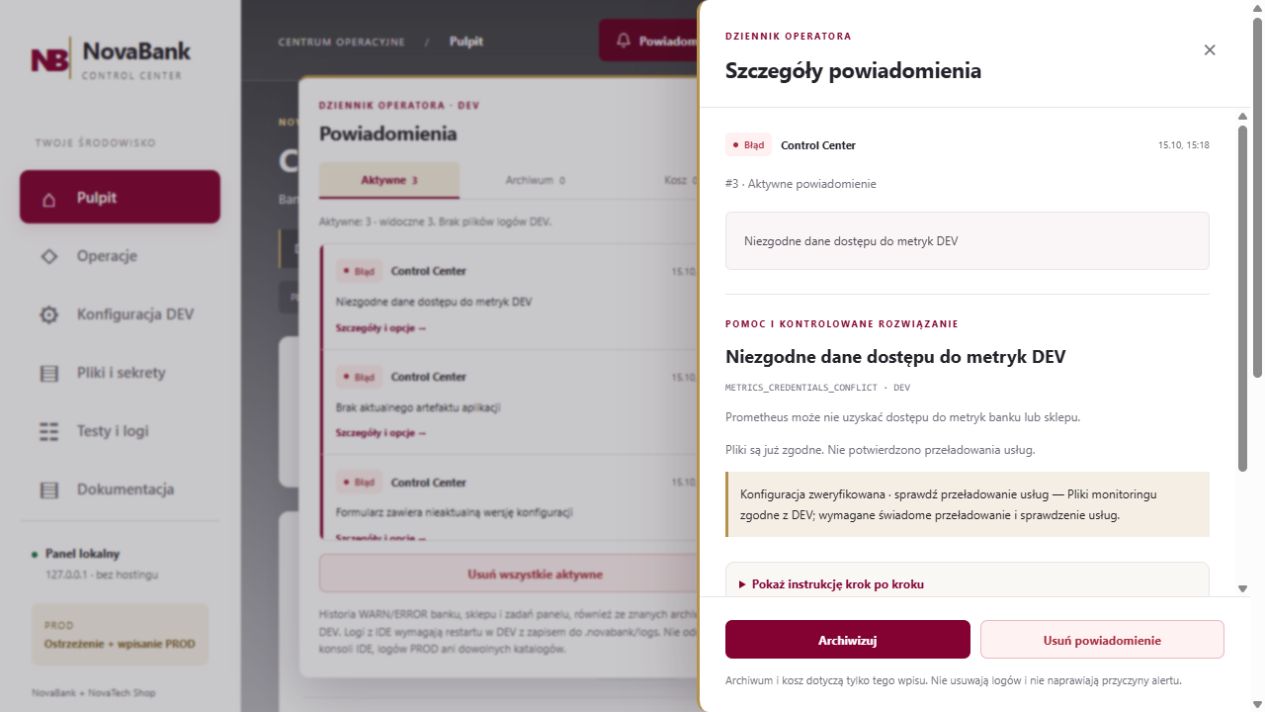 NB NovaBank
CONTROL CENTER
TWOJE ŚRODOWISKO
Pulpit
Operacje
Konfiguracja DEV
Pliki i sekrety
Testy i logi
Dokumentacja
Panel lokalny
127.0.0.1 · bez hostingu
PROD
Ostrzeżenie + wpisanie PROD
NovaBank + NovaTech Shop
CENTRUM OPERACYJNE / Pulpit
DZIENNIK OPERATORA · DEV
Powiadomienia
Aktywne 3
Archiwum 0
Kosz
Aktywne: 3 · widoczne 3. Brak plików logów DEV.
Błąd Control Center 15.10,
Niezgodne dane dostępu do metryk DEV
Szczegóły i opcje →
Błąd Control Center 15.10,
Brak aktualnego artefaktu aplikacji
Szczegóły i opcje →
Błąd Control Center 15.10,
Formularz zawiera nieaktualną wersję konfiguracji
Szczegóły i opcje →
Usuń wszystkie aktywne
Historia WARN/ERROR banku, sklepu i zadań panelu, również ze znanych
DEV. Logi z IDE wymagają restartu w DEV z zapisem do .novabank/logs. Nie
konsoli IDE, logów PROD ani dowolnych katalogów.
DZIENNIK OPERATORA
Szczegóły powiadomienia
Błąd Control Center 15.10, 15:18
#3 · Aktywne powiadomienie
Niezgodne dane dostępu do metryk DEV
POMOC I KONTROLOWANE ROZWIĄZANIE
Niezgodne dane dostępu do metryk DEV
METRICS_CREDENTIALS_CONFLICT · DEV
Prometheus może nie uzyskać dostępu do metryk banku lub sklepu.
Pliki są już zgodne. Nie potwierdzono przeładowania usług.
Konfiguracja zweryfikowana · sprawdź przeładowanie usług — Pliki monitoringu
zgodne z DEV; wymagane świadome przeładowanie i sprawdzenie usług.
Pokaż instrukcję krok po kroku
Archiwizuj
Usuń powiadomienie
Archiwum i kosz dotyczą tylko tego wpisu. Nie usuwają logów i nie naprawiają przyczyny alertu.